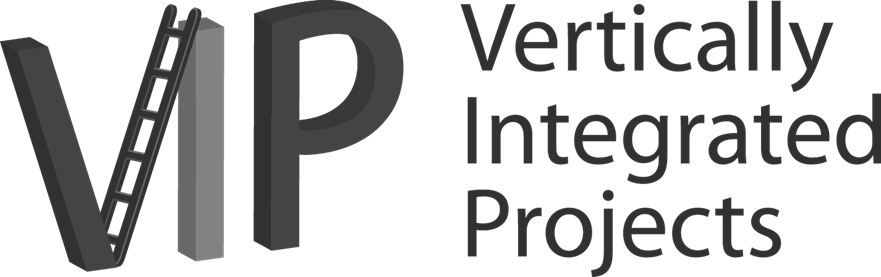 VIP
Vertically
Integrated
Projects